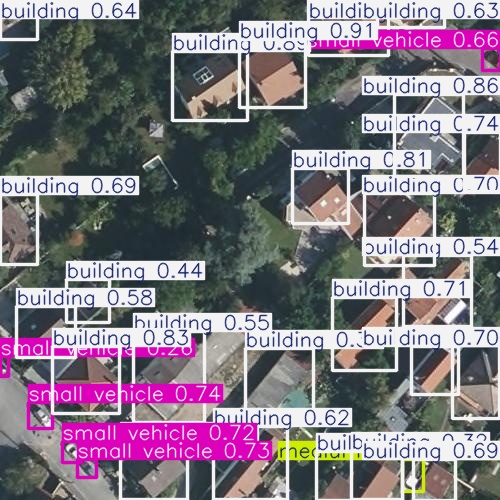 building 0.64
building 0.63
building 0.91
small vehicle 0.66
building 0.86
building 0.74
building 0.81
building 0.69
building 0.70
building 0.54
building 0.44
building 0.71
building 0.58
building 0.55
building 0.83
building
building 0.70
small vehicle 0.26
small vehicle 0.74
building 0.62
small vehicle 0.72
small vehicle 0.73
building 0.69